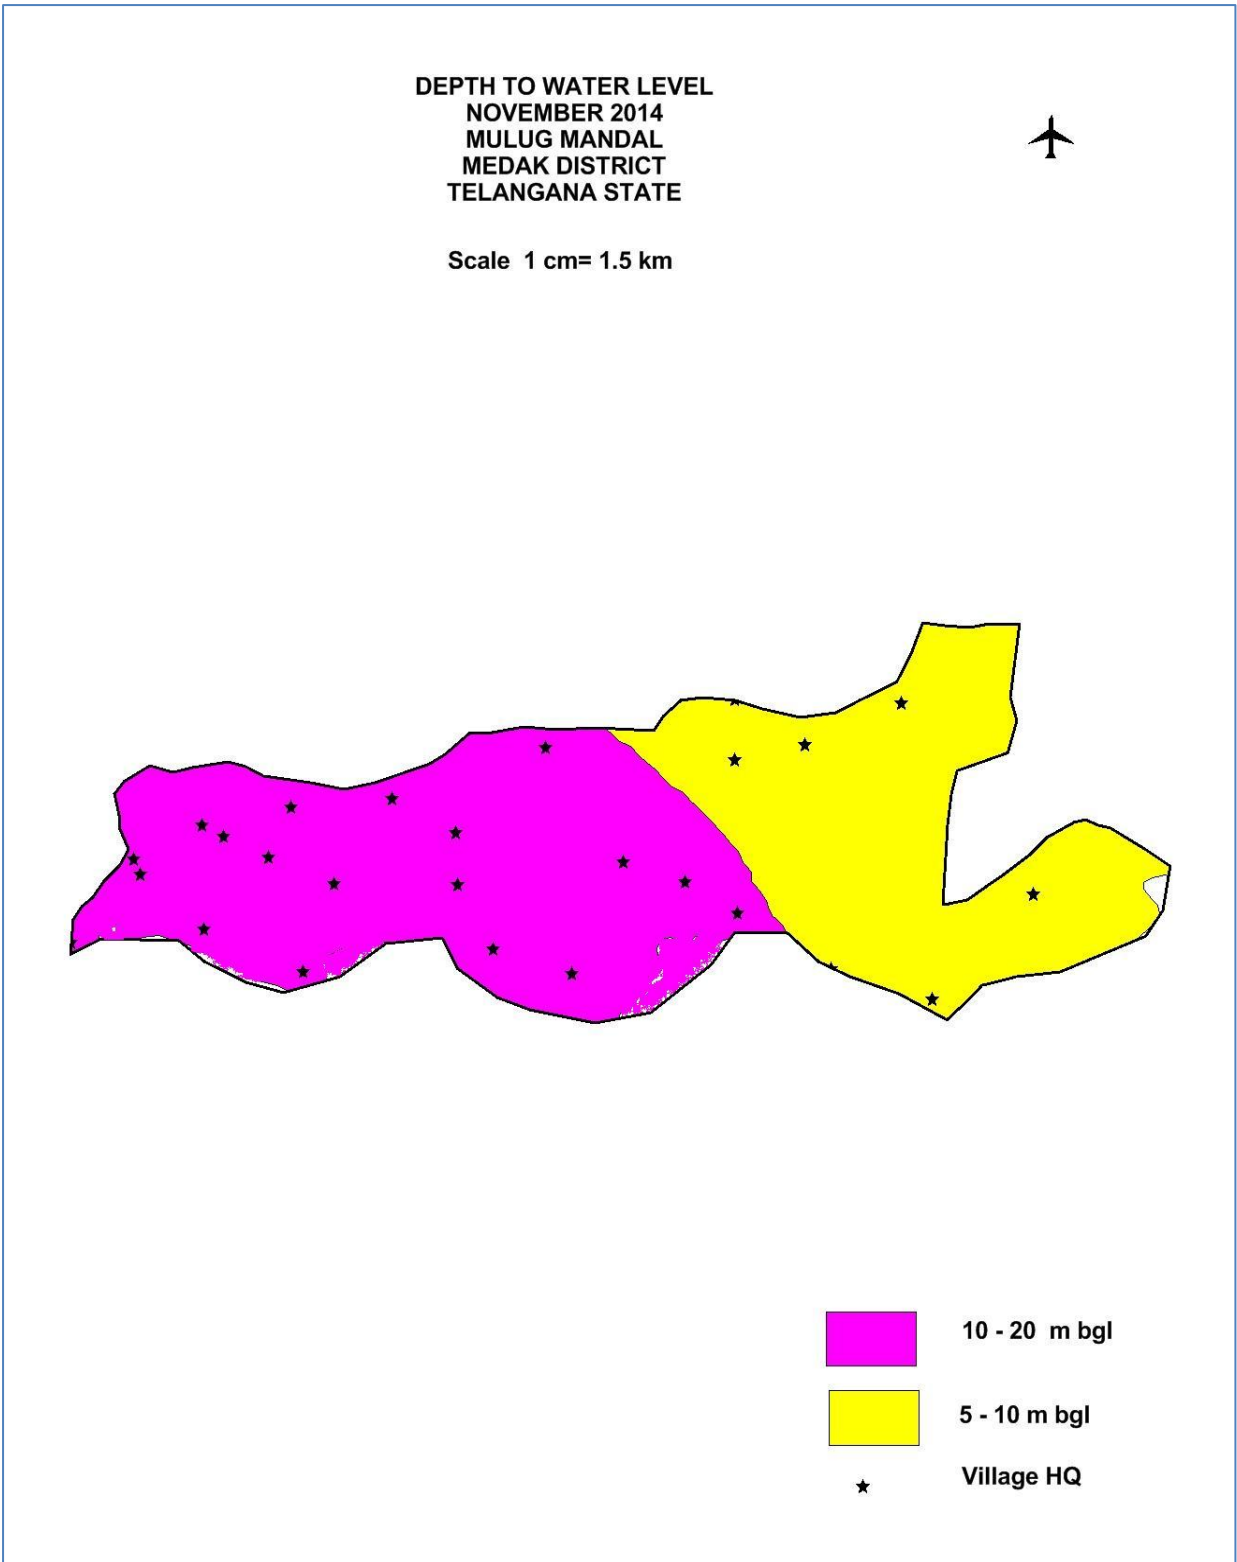 DEPTH TO WATER LEVEL
NOVEMBER 2014
MULUG MANDAL
MEDAK DISTRICT
TELANGANA STATE
Scale 1 cm= 1.5 km
10 - 20 m bgl
5 - 10 m bgl
Village HQ